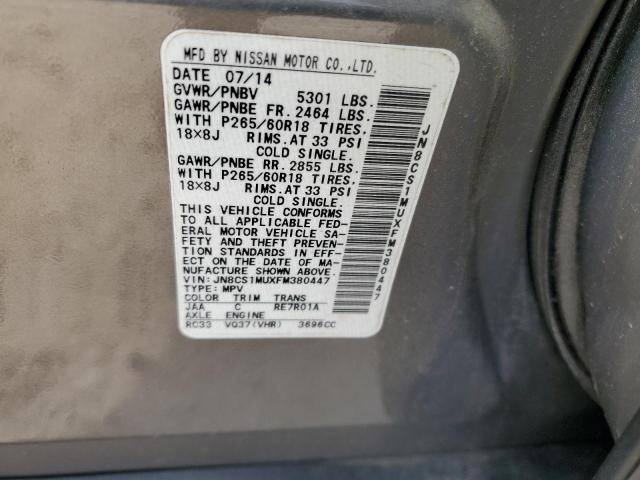 MFD BY NISSAN MOTOR CO.,LTD.
DATE 07/14
GVWR/PNBV 5301 LBS.
GAWR/PNBE FR. 2464 LBS.
WITH P265/60R18 TIRES.
18X8J RIMS.AT 33 PSI
COLD SINGLE.
GAWR/PNBE RR. 2855 LBS.
WITH P265/60R18 TIRES.
18X8J RIMS.AT 33 PSI
COLD SINGLE.
THIS VEHICLE CONFORMS
TO ALL APPLICABLE FED-
ERAL MOTOR VEHICLE SA-
FETY AND THEFT PREVEN-
TION STANDARDS IN EFF-
ECT ON THE DATE OF MA-
NUFACTURE SHOWN ABOVE.
VIN: JN8CS1MUXFM380447
TYPE: MPV
COLOR TRIM TRANS
JAA C RE7R01A
AXLE ENGINE
RC33 VQ37(VHR) 3696CC
JN8CS1MUXFM380447